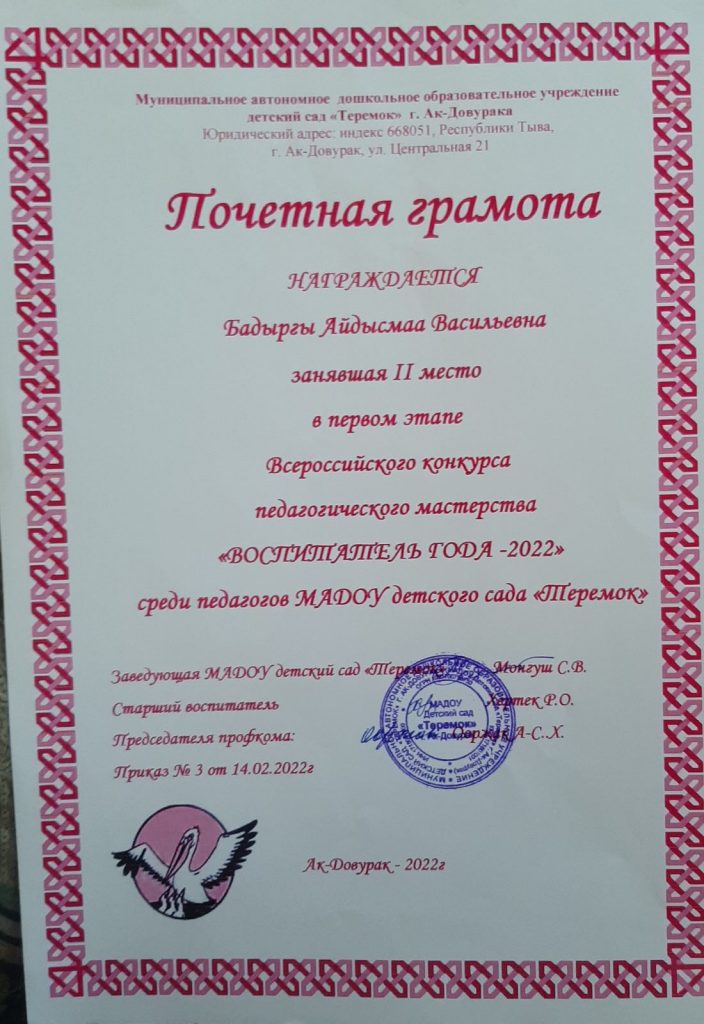 Муниципальное автономное дошкольное образовательное учреждение
детский сад «Теремок» г. Ак-Довурака
Юридический адрес: индекс 668051, Республики Тыва,
г. Ак-Довурак, ул. Центральная 21
Почетная грамота
НАГРАЖДАЕТСЯ
Бадыргы Айдысмаа Васильевна
занявшая II место
в первом этапе
Всероссийского конкурса
педагогического мастерства
«ВОСПИТАТЕЛЬ ГОДА -2022»
среди педагогов МАДОУ детского сада «Теремок»
Заведующая МАДОУ детский сад «Теремок» Монгуш С.В.
Старший воспитатель Хертек Р.О.
Председателя профкома: Ооржак А-С.Х.
Приказ № 3 от 14.02.2022г
МАДОУ
Детский сад
«Теремок»
Ак-Довурак - 2022г